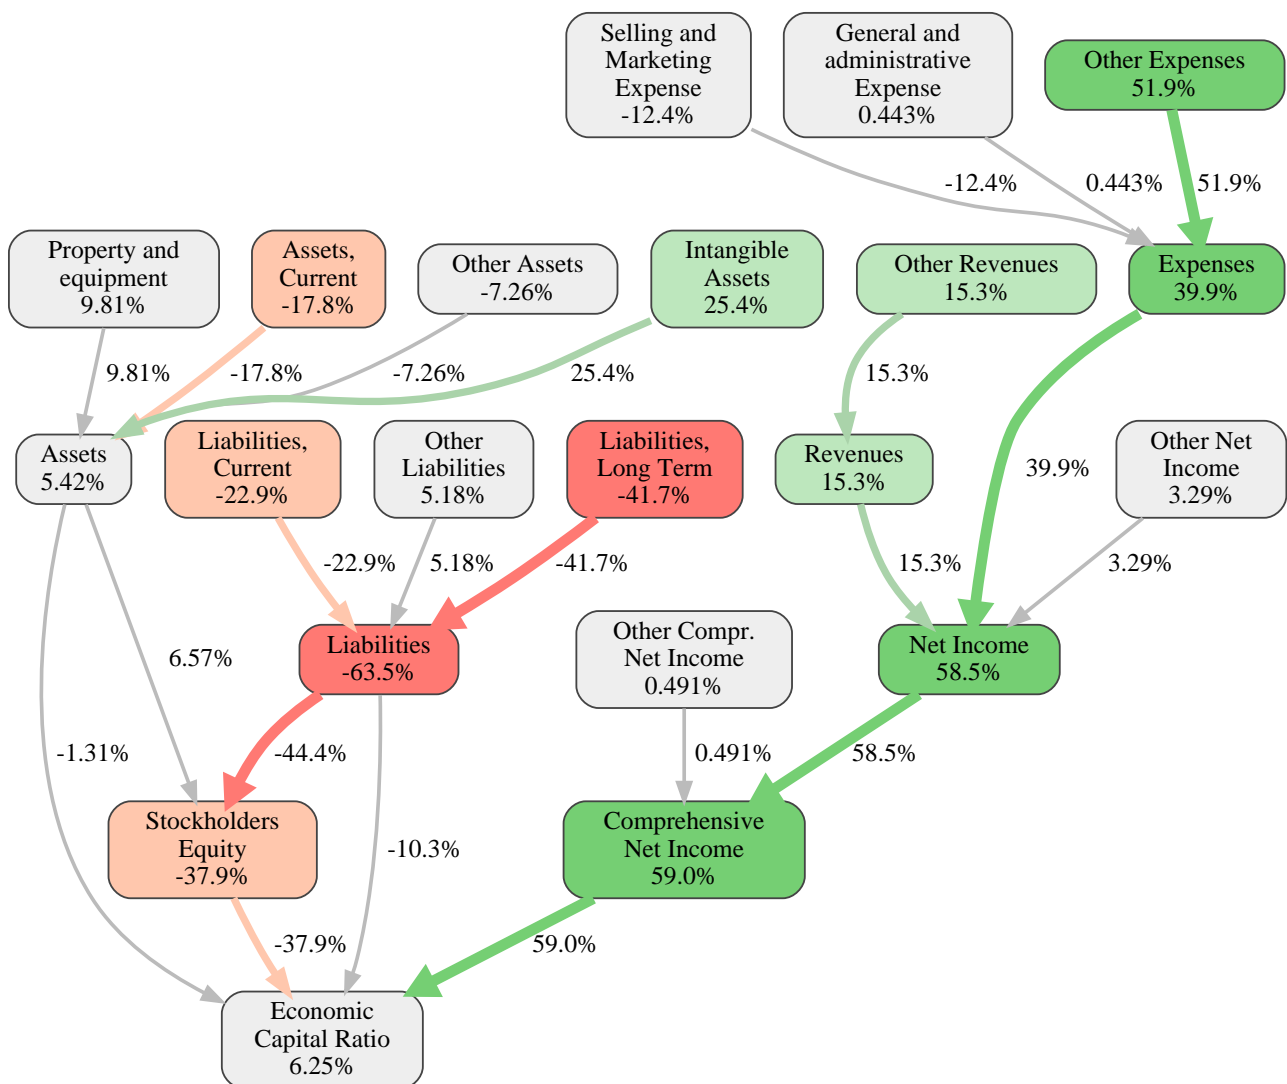 Selling and
Marketing
Expense
-12.4%
General and
administrative
Expense
0.443%
Other Expenses
51.9%
-12.4%
0.443%
51.9%
Property and
equipment
9.81%
Assets,
Current
-17.8%
Other Assets
-7.26%
Intangible
Assets
25.4%
Other Revenues
15.3%
Expenses
39.9%
9.81%
-17.8%
-7.26%
25.4%
15.3%
Assets
5.42%
Liabilities,
Current
-22.9%
Other
Liabilities
5.18%
Liabilities,
Long Term
-41.7%
Revenues
15.3%
39.9%
Other Net
Income
3.29%
-22.9%
5.18%
-41.7%
15.3%
3.29%
6.57%
Liabilities
-63.5%
Other Compr.
Net Income
0.491%
Net Income
58.5%
-1.31%
-44.4%
0.491%
58.5%
Stockholders
Equity
-37.9%
-10.3%
Comprehensive
Net Income
59.0%
-37.9%
59.0%
Economic
Capital Ratio
6.25%